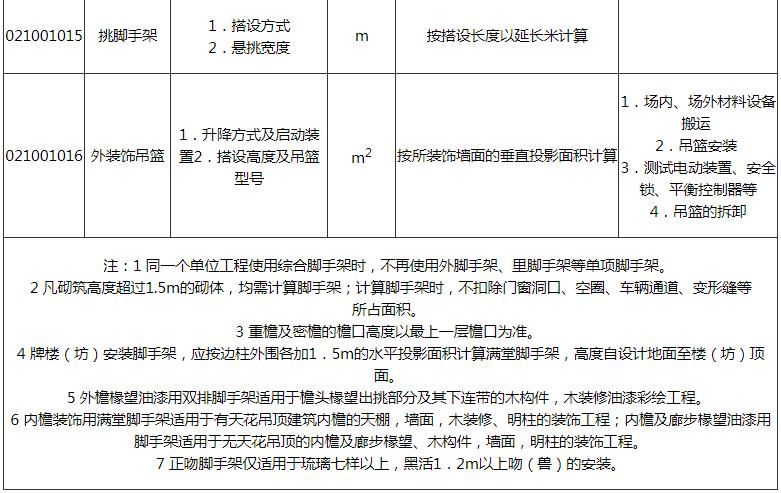 021001015 挑脚手架 1．搭设方式 m 按搭设长度以延长米计算
2．悬挑宽度
021001016 外装饰吊篮 1．升降方式及启动装置2．搭设高度及吊篮型号 m2 按所装饰墙面的垂直投影面积计算
1．场内、场外材料设备
搬运
2．吊篮安装
3．测试电动装置、安全
锁、平衡控制器等
4．吊篮的拆卸
注：1 同一个单位工程使用综合脚手架时，不再使用外脚手架、里脚手架等单项脚手架。
2 凡砌筑高度超过1.5m的砌体，均需计算脚手架；计算脚手架时，不扣除门窗洞口、空圈、车辆通道、变形缝等
所占面积。
3 重檐及密檐的檐口高度以最上一层檐口为准。
4 牌楼（坊）安装脚手架，应按边柱外围各加1．5m的水平投影面积计算满堂脚手架，高度自设计地面至楼（坊）顶
面。
5 外檐椽望油漆用双排脚手架适用于檐头椽望出挑部分及其下连带的木构件，木装修油漆彩绘工程。
6 内檐装饰用满堂脚手架适用于有天花吊顶建筑内檐的天棚，墙面，木装修、明柱的装饰工程；内檐及廊步椽望油漆用
脚手架适用于无天花吊顶的内檐及廊步椽望、木构件，墙面，明柱的装饰工程。
7 正吻脚手架仅适用于琉璃七样以上，黑活1．2m以上吻（兽）的安装。